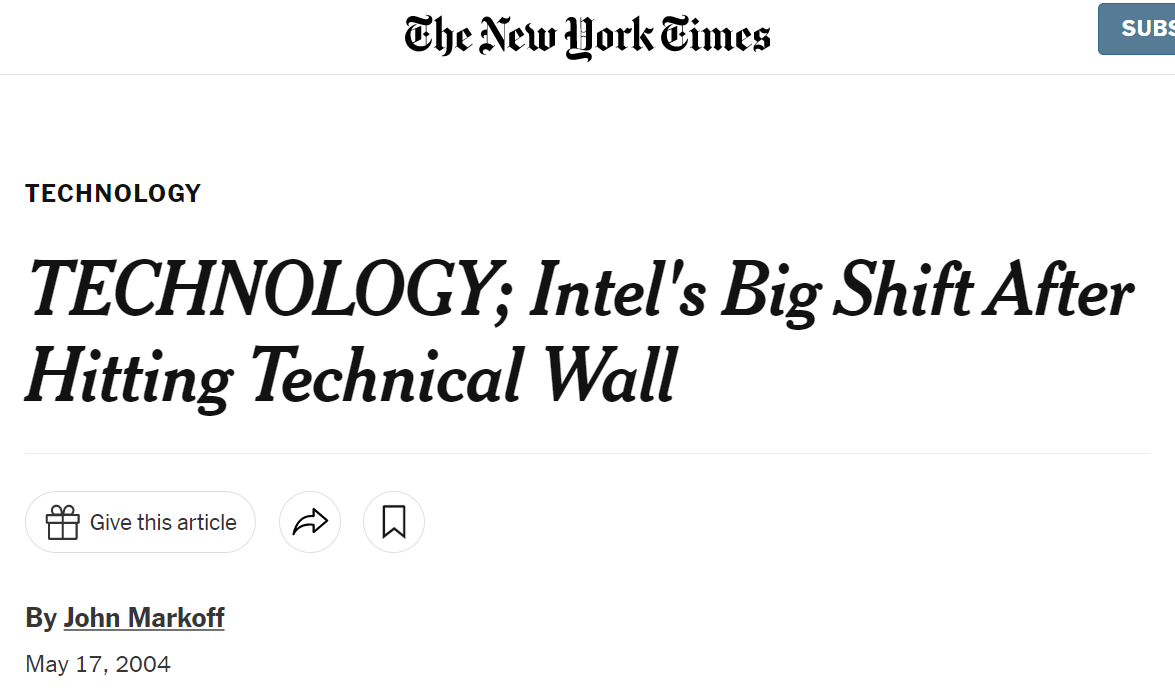 The New York Times
SUBS
TECHNOLOGY
TECHNOLOGY; Intel's Big Shift After
Hitting Technical Wall
Give this article
By John Markoff
May 17, 2004